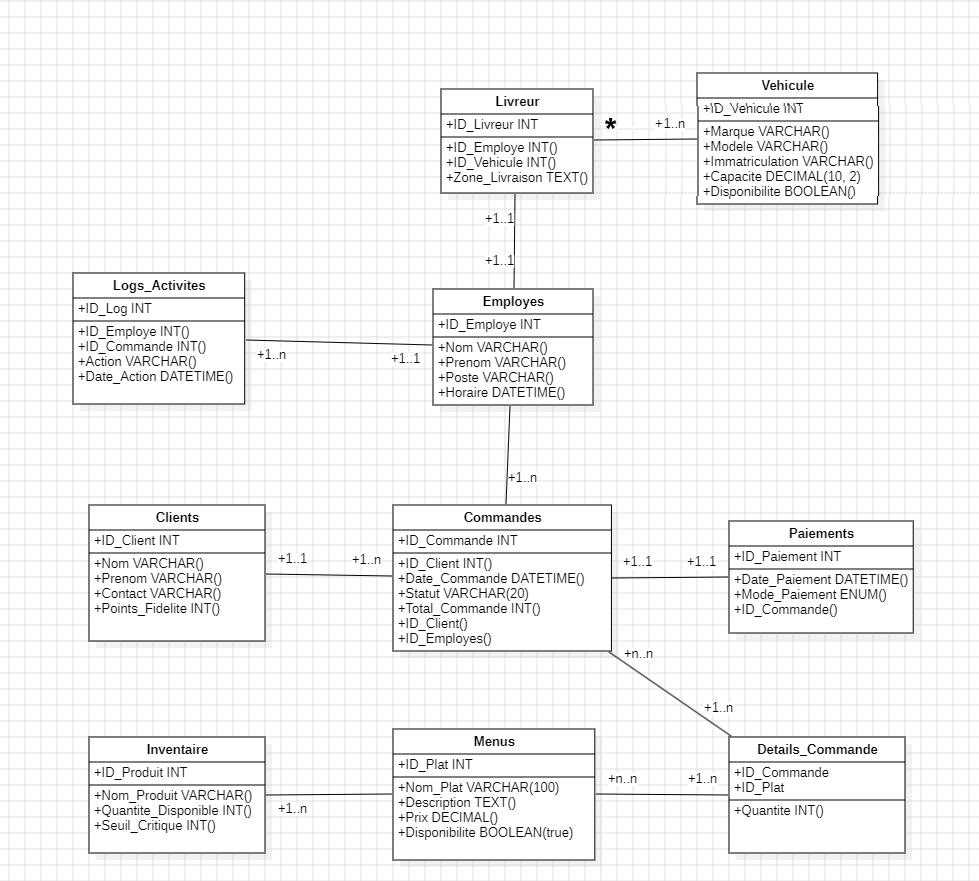 Livreur
+ID_Livreur INT
+ID_Employe INT()
+ID_Vehicule INT()
+Zone_Livraison TEXT()
*
+1..n
Vehicule
+ID_Vehicule INT
+Marque VARCHAR()
+Modele VARCHAR()
+Immatriculation VARCHAR()
+Capacite DECIMAL(10, 2)
+Disponibilite BOOLEAN()
+1..1
+1..1
Logs_Activites
+ID_Log INT
+ID_Employe INT()
+ID_Commande INT()
+Action VARCHAR()
+Date_Action DATETIME()
+1..n
+1..1
Employes
+ID_Employe INT
+Nom VARCHAR()
+Prenom VARCHAR()
+Poste VARCHAR()
+Horaire DATETIME()
+1..n
Clients
+ID_Client INT
+Nom VARCHAR()
+Prenom VARCHAR()
+Contact VARCHAR()
+Points_Fidelite INT()
+1..1
+1..n
Commandes
+ID_Commande INT
+ID_Client INT()
+Date_Commande DATETIME()
+Statut VARCHAR(20)
+Total_Commande INT()
+ID_Client()
+ID_Employes()
+1..1
+1..1
Paiements
+ID_Paiement INT
+Date_Paiement DATETIME()
+Mode_Paiement ENUM()
+ID_Commande()
+n..n
+1..n
Inventaire
+ID_Produit INT
+Nom_Produit VARCHAR()
+Quantite_Disponible INT()
+Seuil_Critique INT()
+1..n
Menus
+ID_Plat INT
+Nom_Plat VARCHAR(100)
+Description TEXT()
+Prix DECIMAL()
+Disponibilite BOOLEAN(true)
+n..n
+1..n
Details_Commande
+ID_Commande
+ID_Plat
+Quantite INT()